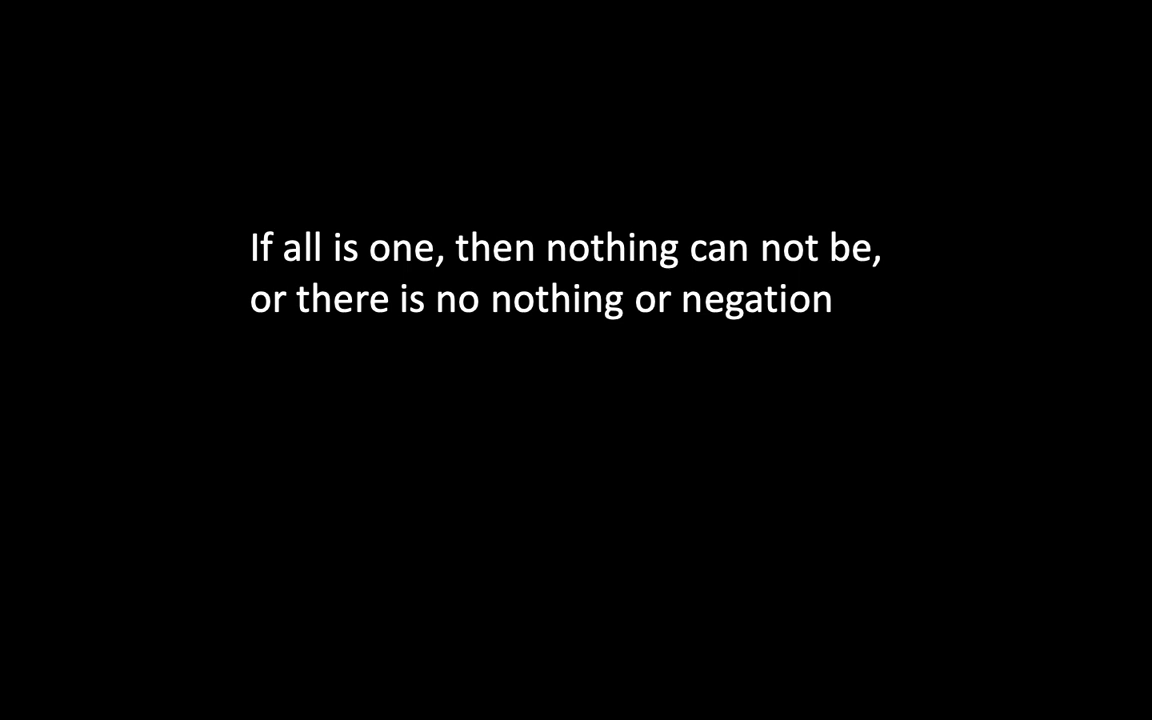 If all is one, then nothing can not be,
or there is no nothing or negation